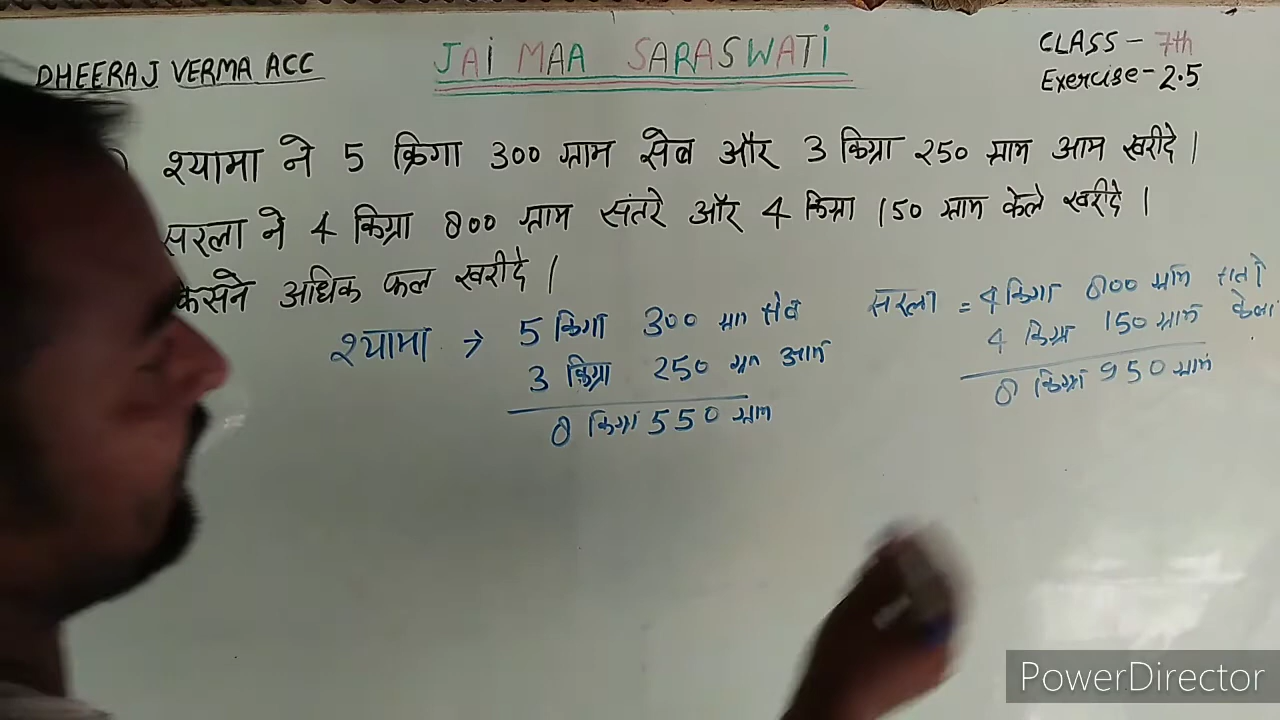 DHEERAJ VERMA ACC
JAI MAA SARASWATI
CLASS - 7th
Exercise - 2.5
श्यामा ने 5 किग्रा 300 ग्राम सेब और 3 किग्रा 250 ग्राम आम खरीदे।
सरला ने 4 किग्रा 800 ग्राम संतरे और 4 किग्रा 150 ग्राम केले खरीदे।
किसने अधिक फल खरीदे।
श्यामा → 5 किग्रा 300 ग्राम सेब
3 किग्रा 250 ग्राम आम
8 किग्रा 550 ग्राम
सरला = 4 किग्रा 800 ग्राम
4 किग्रा 150 ग्राम केला
8 किग्रा 950 ग्राम
PowerDirector